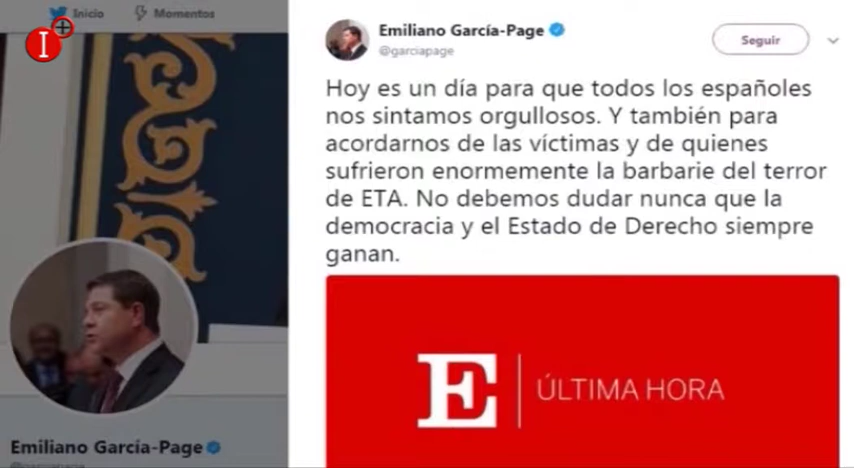 Inicio
Momentos
I
Emiliano García-Page
@garciapage
Seguir
Hoy es un día para que todos los españoles
nos sintamos orgullosos. Y también para
acordarnos de las víctimas y de quienes
sufrieron enormemente la barbarie del terror
de ETA. No debemos dudar nunca que la
democracia y el Estado de Derecho siempre
ganan.
E
ÚLTIMA HORA
Emiliano García-Page
@garciapage